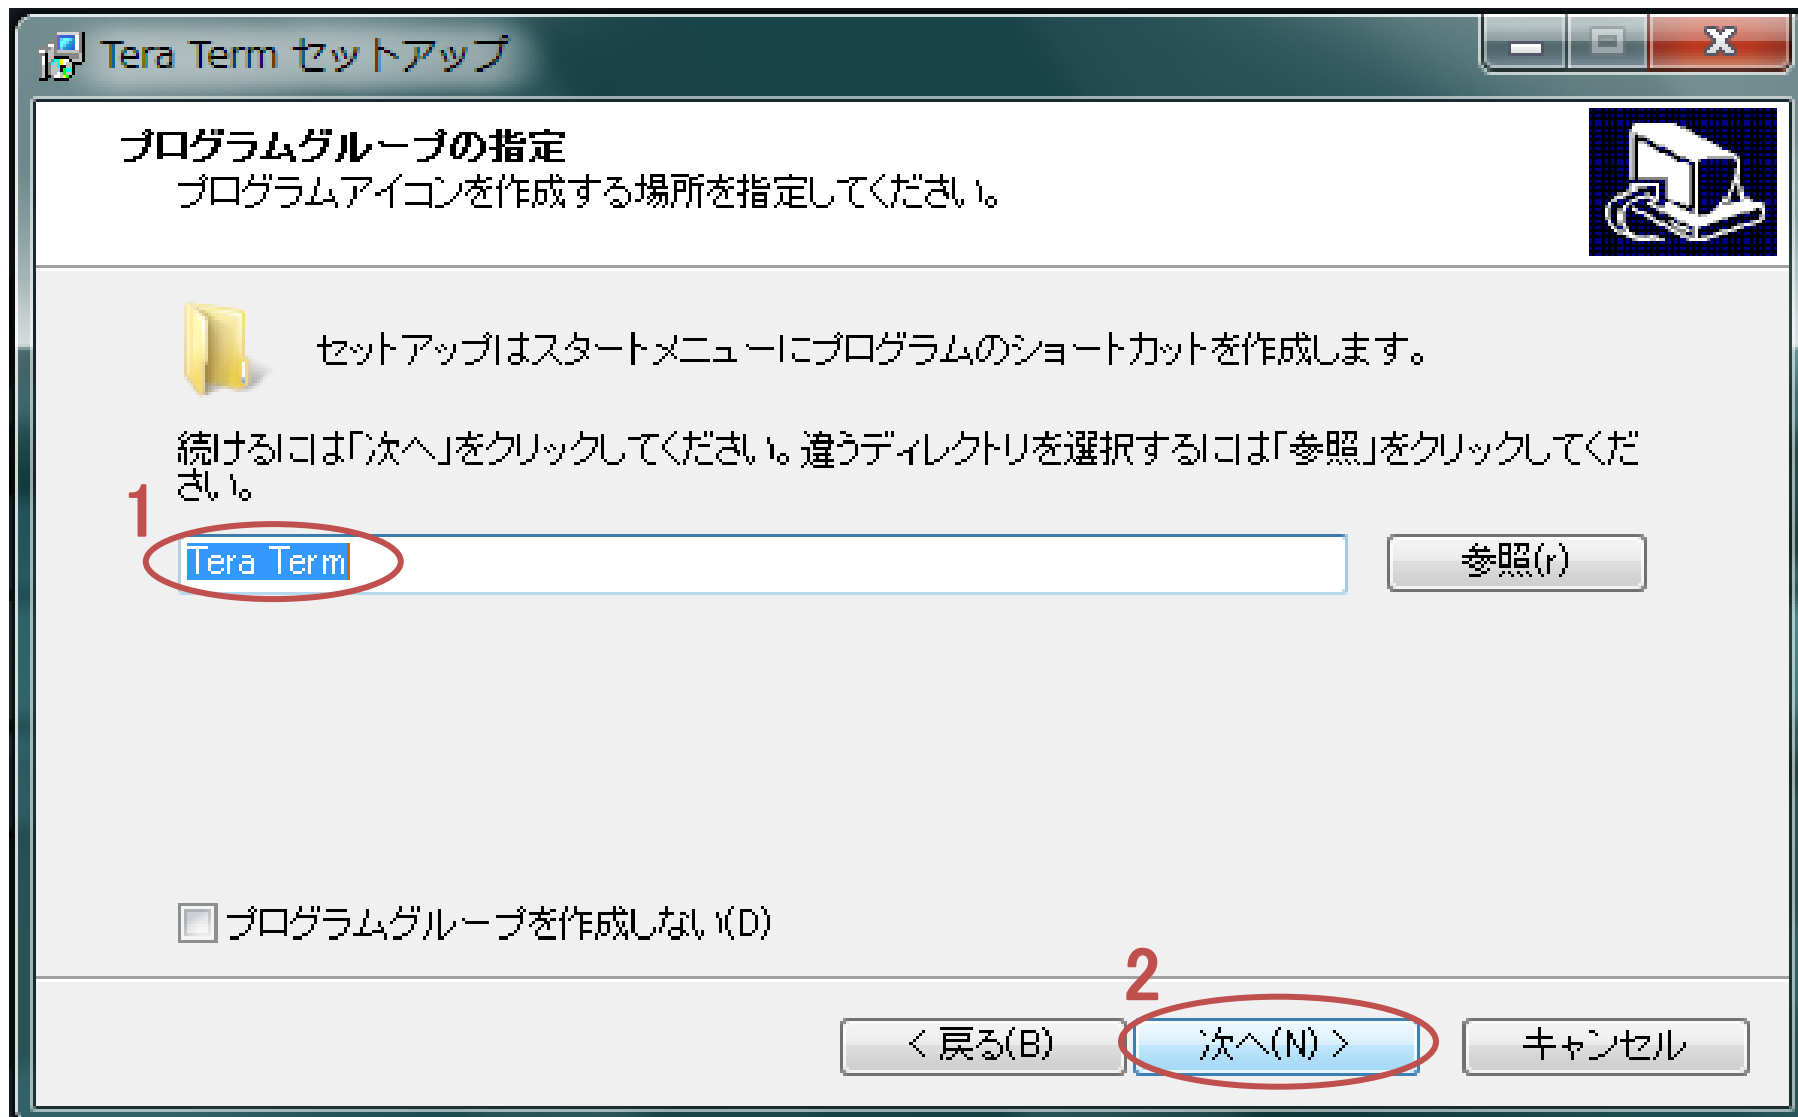 Tera Term セットアップ
プログラムグループの指定
プログラムアイコンを作成する場所を指定してください。
セットアップはスタートメニューにプログラムのショートカットを作成します。
続けるには「次へ」をクリックしてください。違うディレクトリを選択するには「参照」をクリックしてくだ
さい。
1
Tera Term
参照(r)
プログラムグループを作成しない(D)
2
< 戻る(B)
次へ(N) >
キャンセル